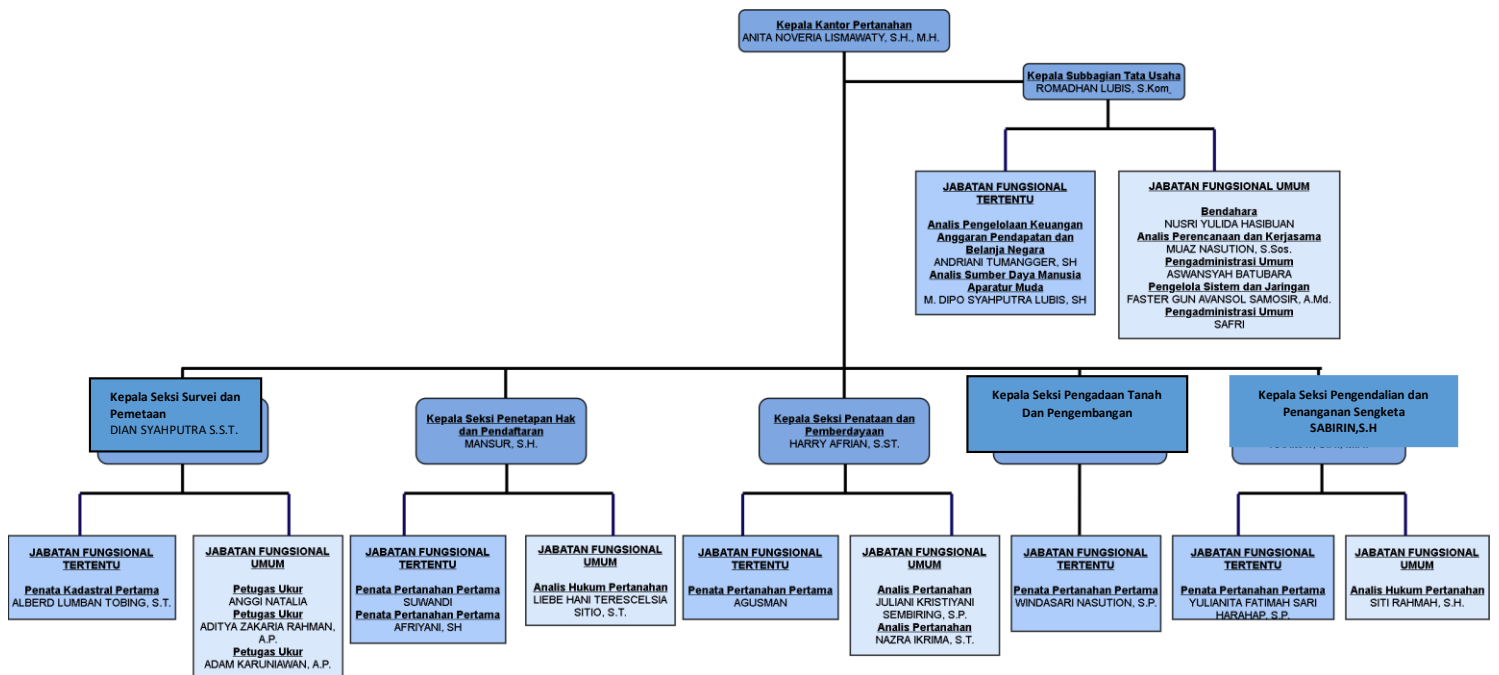 Kepala Kantor Pertanahan
ANITA NOVERIA LISMAWATY, S.H., M.H.
Kepala Subbagian Tata Usaha
ROMADHAN LUBIS, S.Kom
JABATAN FUNGSIONAL
TERTENTU
Analis Pengelolaan Keuangan
Anggaran Pendapatan dan
Belanja Negara
ANDRIANI TUMANGGER, SH
Analis Sumber Daya Manusia
Aparatur Muda
M. DIPO SYAHPUTRA LUBIS, SH
JABATAN FUNGSIONAL UMUM
Bendahara
NUSRI YULIDA HASIBUAN
Analis Perencanaan dan Kerjasama
MUAZ NASUTION, S.Sos.
Pengadministrasi Umum
ASWANSYAH BATUBARA
Pengelola Sistem dan Jaringan
FASTER GUN AVANSOL SAMOSIR, A.Md.
Pengadministrasi Umum
SAFRI
Kepala Seksi Survei dan
Pemetaan
DIAN SYAHPUTRA S.S.T.
Kepala Seksi Penetapan Hak
dan Pendaftaran
MANSUR, S.H.
Kepala Seksi Penataan dan
Pemberdayaan
HARRY AFRIAN, S.ST.
Kepala Seksi Pengadaan Tanah
Dan Pengembangan
Kepala Seksi Pengendalian dan
Penanganan Sengketa
SABIRIN,S.H
JABATAN FUNGSIONAL
TERTENTU
Penata Kadastral Pertama
ALBERD LUMBAN TOBING, S.T.
JABATAN FUNGSIONAL
UMUM
Petugas Ukur
ANGGI NATALIA
Petugas Ukur
ADITYA ZAKARIA RAHMAN,
A.P.
Petugas Ukur
ADAM KARUNIAWAN, A.P.
JABATAN FUNGSIONAL
TERTENTU
Penata Pertanahan Pertama
SUWANDI
Penata Pertanahan Pertama
AFRIYANI, SH
JABATAN FUNGSIONAL
UMUM
Analis Hukum Pertanahan
LIEBE HANI TERESCELSIA
SITIO, S.T.
JABATAN FUNGSIONAL
TERTENTU
Penata Pertanahan Pertama
AGUSMAN
JABATAN FUNGSIONAL
UMUM
Analis Pertanahan
JULIANI KRISTIYANI
SEMBIRING, S.P.
Analis Pertanahan
NAZRA IKRIMA, S.T.
JABATAN FUNGSIONAL
TERTENTU
Penata Pertanahan Pertama
WINDASARI NASUTION, S.P.
JABATAN FUNGSIONAL
TERTENTU
Penata Pertanahan Pertama
YULIANITA FATIMAH SARI
HARAHAP, S.P.
JABATAN FUNGSIONAL
UMUM
Analis Hukum Pertanahan
SITI RAHMAH, S.H.